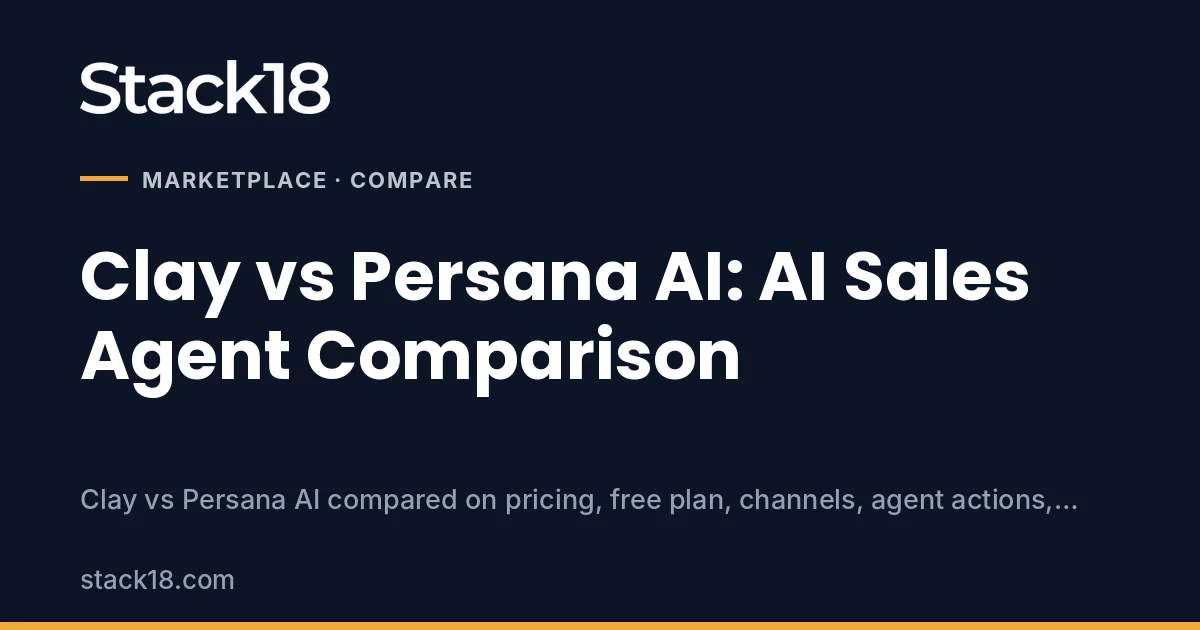 Stack18
MARKETPLACE · COMPARE
Clay vs Persana AI: AI Sales
Agent Comparison
Clay vs Persana AI compared on pricing, free plan, channels, agent actions,...
stack18.com